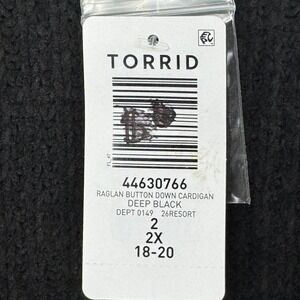 TORRID
44630766
RAGLAN BUTTON DOWN CARDIGAN
DEEP BLACK
DEPT 0149 26RESORT
2
2X
18-20